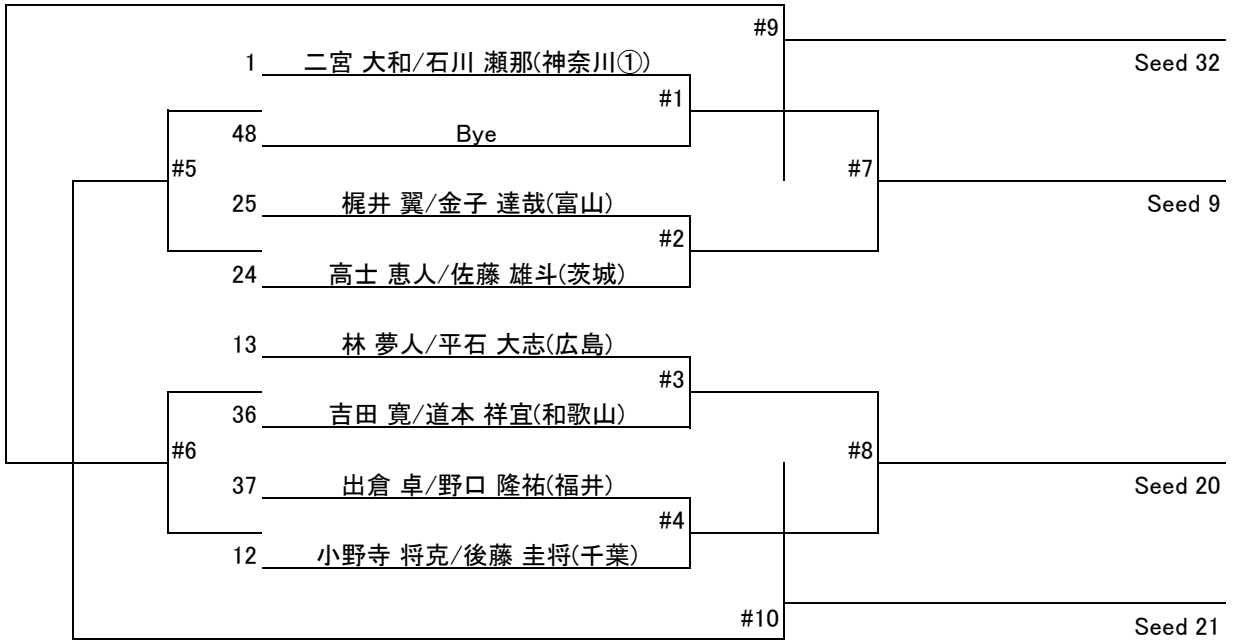 #9
1 二宮 大和/石川 瀬那(神奈川①) Seed 32
#1
48 Bye
#5 #7
25 梶井 翼/金子 達哉(富山) Seed 9
#2
24 高士 恵人/佐藤 雄斗(茨城)
13 林 夢人/平石 大志(広島)
#3
36 吉田 寛/道本 祥宜(和歌山)
#6 #8
37 出倉 卓/野口 隆祐(福井) Seed 20
#4
12 小野寺 将克/後藤 圭将(千葉)
#10
Seed 21